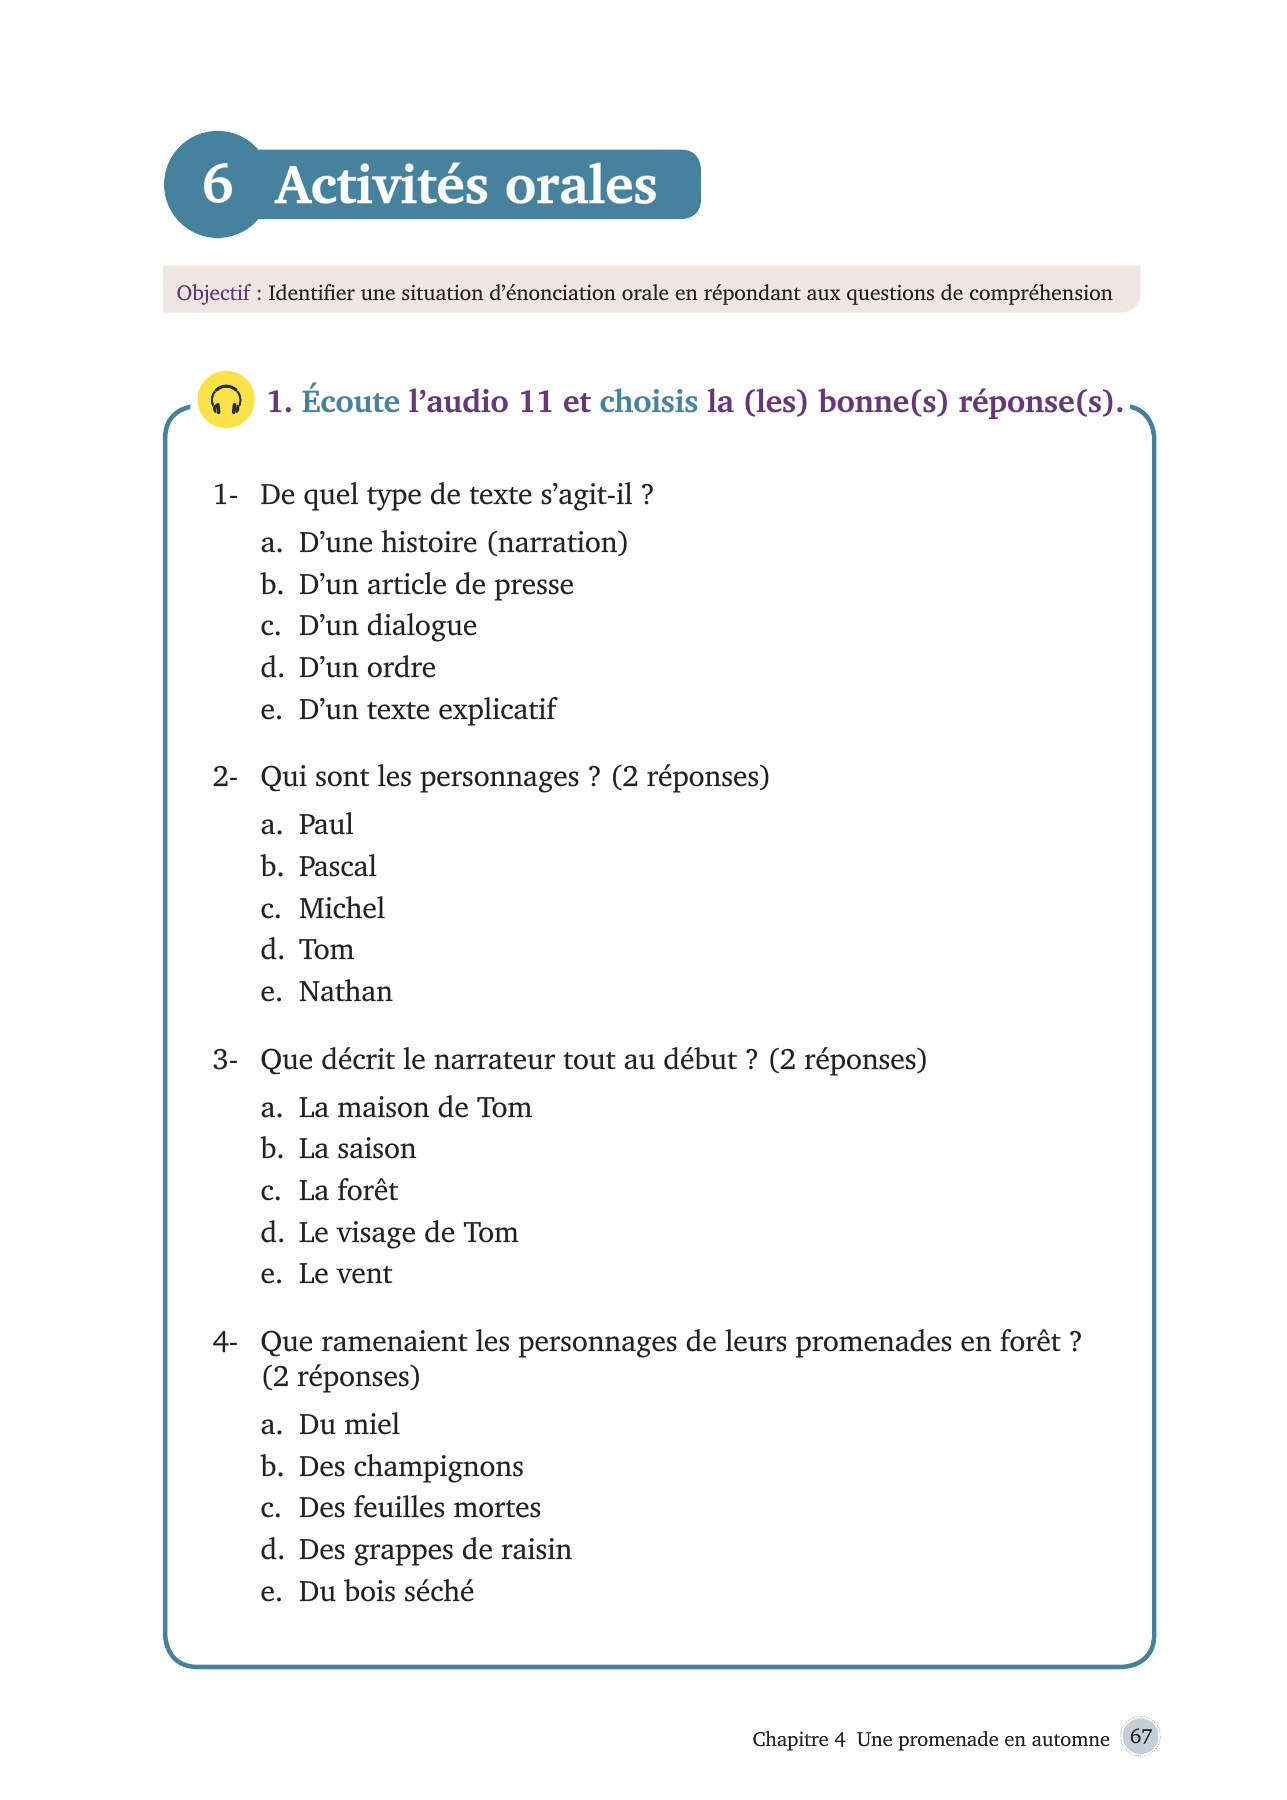 6 Activités orales
Objectif : Identifier une situation d’énonciation orale en répondant aux questions de compréhension
1. Écoute l’audio 11 et choisis la (les) bonne(s) réponse(s).
1- De quel type de texte s’agit-il ?
a. D’une histoire (narration)
b. D’un article de presse
c. D’un dialogue
d. D’un ordre
e. D’un texte explicatif
2- Qui sont les personnages ? (2 réponses)
a. Paul
b. Pascal
c. Michel
d. Tom
e. Nathan
3- Que décrit le narrateur tout au début ? (2 réponses)
a. La maison de Tom
b. La saison
c. La forêt
d. Le visage de Tom
e. Le vent
4- Que ramenaient les personnages de leurs promenades en forêt ?
(2 réponses)
a. Du miel
b. Des champignons
c. Des feuilles mortes
d. Des grappes de raisin
e. Du bois séché
Chapitre 4 Une promenade en automne 67